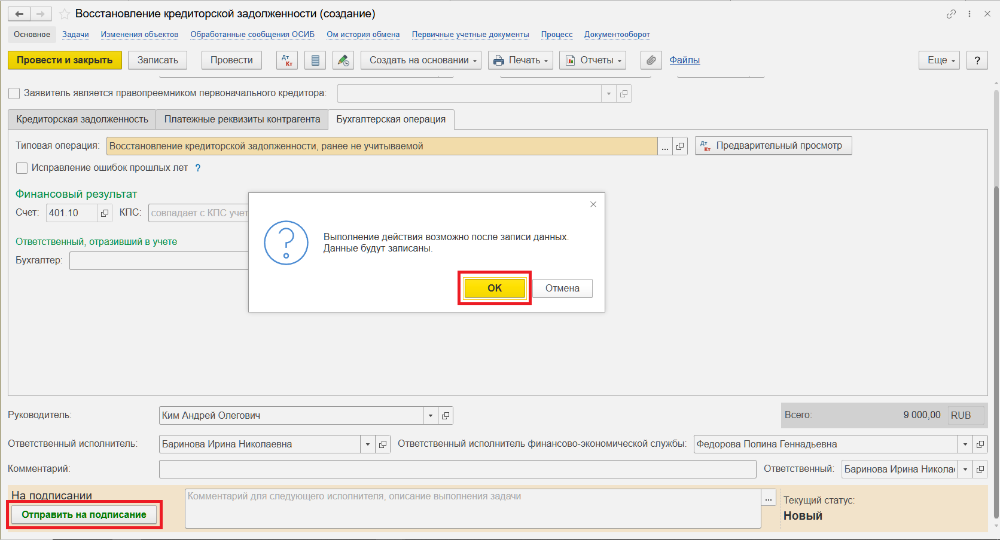 Восстановление кредиторской задолженности (создание)
Основное Задачи Изменения объектов Обработанные сообщения ОСИБ Ом история обмена Первичные учетные документы Процесс Документооборот
Провести и закрыть Записать Провести Дт Кт Создать на основании Печать Отчеты Файлы Еще ?
Заявитель является правопреемником первоначального кредитора:
Кредиторская задолженность Платежные реквизиты контрагента Бухгалтерская операция
Типовая операция: Восстановление кредиторской задолженности, ранее не учитываемой ... Дт Кт Предварительный просмотр
Исправление ошибок прошлых лет ?
Финансовый результат
Счет: 401.10 КПС: совпадает с КПС учет
Ответственный, отразивший в учете
Бухгалтер:
Выполнение действия возможно после записи данных.
Данные будут записаны.
OK Отмена
Руководитель: Ким Андрей Олегович Всего: 9 000,00 RUB
Ответственный исполнитель: Баринова Ирина Николаевна Ответственный исполнитель финансово-экономической службы: Федорова Полина Геннадьевна
Комментарий: Ответственный: Баринова Ирина Никола
На подписании
Отправить на подписание
Комментарий для следующего исполнителя, описание выполнения задачи ...
Текущий статус:
Новый